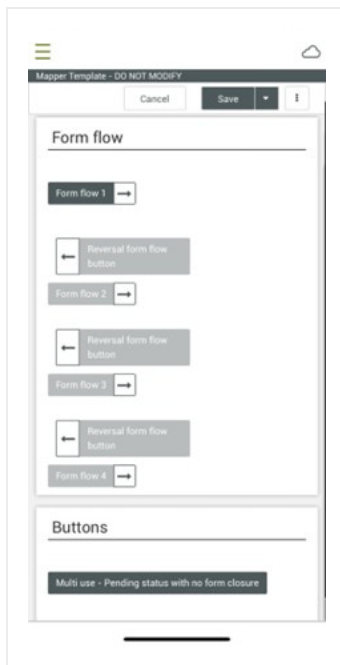 Mapper Template - DO NOT MODIFY
Cancel
Save
Form flow
Form flow 1
Reversal form flow
button
Form flow 2
Reversal form flow
button
Form flow 3
Reversal form flow
button
Form flow 4
Buttons
Multi use - Pending status with no form closure